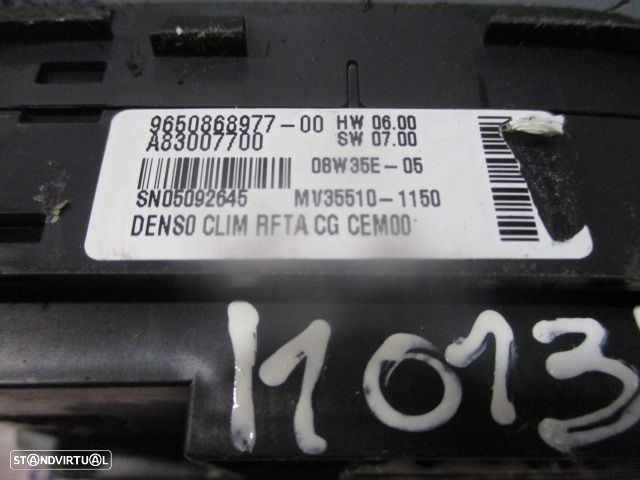 9650868977-00 HW 06.00
A83007700 SW 07.00
08W35E-05
SN05092645 MV35510-1150
DENSO CLIM RFTA CG CEM00
11013
STANDVIRTUAL